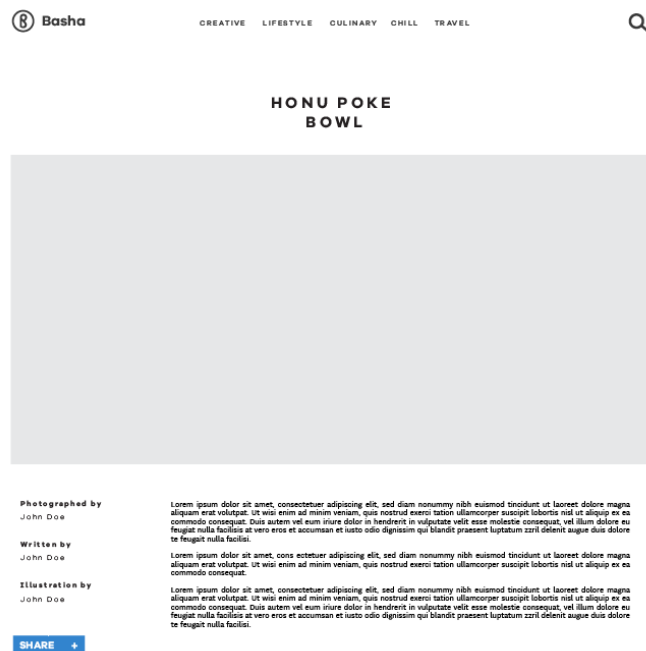 Basha
CREATIVE LIFESTYLE CULINARY CHILL TRAVEL
HONU POKE
BOWL
Photographed by
John Doe
Written by
John Doe
Illustration by
John Doe
SHARE +
Lorem ipsum dolor sit amet, consectetuer adipiscing elit, sed diam nonummy nibh euismod tincidunt ut laoreet dolore magna
aliquam erat volutpat. Ut wisi enim ad minim veniam, quis nostrud exerci tation ullamcorper suscipit lobortis nisl ut aliquip ex ea
commodo consequat. Duis autem vel eum iriure dolor in hendrerit in vulputate velit esse molestie consequat, vel illum dolore eu
feugiat nulla facilisis at vero eros et accumsan et iusto odio dignissim qui blandit praesent luptatum zzril delenit augue duis dolore
te feugait nulla facilisi.
Lorem ipsum dolor sit amet, cons ectetuer adipiscing elit, sed diam nonummy nibh euismod tincidunt ut laoreet dolore magna
aliquam erat volutpat. Ut wisi enim ad minim veniam, quis nostrud exerci tation ullamcorper suscipit lobortis nisl ut aliquip ex ea
commodo consequat.
Lorem ipsum dolor sit amet, consectetuer adipiscing elit, sed diam nonummy nibh euismod tincidunt ut laoreet dolore magna
aliquam erat volutpat. Ut wisi enim ad minim veniam, quis nostrud exerci tation ullamcorper suscipit lobortis nisl ut aliquip ex ea
commodo consequat. Duis autem vel eum iriure dolor in hendrerit in vulputate velit esse molestie consequat, vel illum dolore eu
feugiat nulla facilisis at vero eros et accumsan et iusto odio dignissim qui blandit praesent luptatum zzril delenit augue duis dolore
te feugait nulla facilisi.